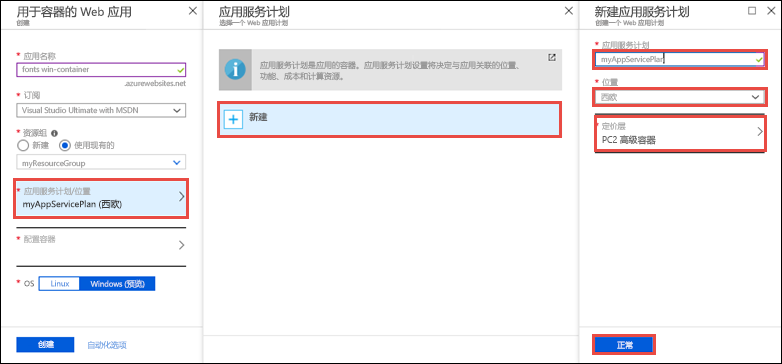 用于容器的 Web 应用
创建
* 应用名称
fonts win-container
.azurewebsites.net
* 订阅
Visual Studio Ultimate with MSDN
* 资源组
新建
使用现有的
myResourceGroup
* 应用服务计划/位置
myAppServicePlan (西欧)
* 配置容器
* OS
Linux
Windows (预览)
创建
自动化选项
应用服务计划
选择一个 Web 应用计划
应用服务计划是应用的容器。应用服务计划设置将决定与应用关联的位置、
功能、成本和计算资源。
新建
新建应用服务计划
创建一个 Web 应用计划
* 应用服务计划
myAppServicePlan
* 位置
西欧
* 定价层
PC2 高级容器
正常